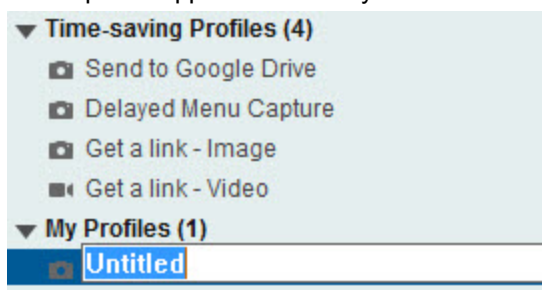 Time-saving Profiles (4)
Send to Google Drive
Delayed Menu Capture
Get a link - Image
Get a link - Video
My Profiles (1)
Untitled